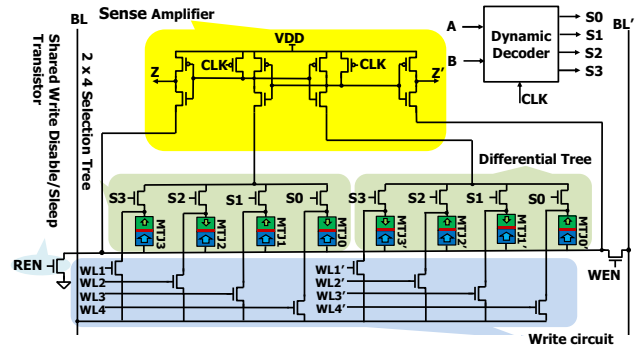 BL
Sense Amplifier
BL'
VDD
A
B
Dynamic
Decoder
S0
S1
S2
S3
CLK
Z
CLK
CLK
Z'
Shared Write Disable/Sleep
Transistor
2 x 4 Selection Tree
Differential Tree
S3
S2
S1
S0
S3
S2
S1
S0
MTJ3
MTJ2
MTJ1
MTJ0
MTJ3'
MTJ2'
MTJ1'
MTJ0'
REN
WEN
WL1
WL2
WL3
WL4
WL1'
WL2'
WL3'
WL4'
Write circuit